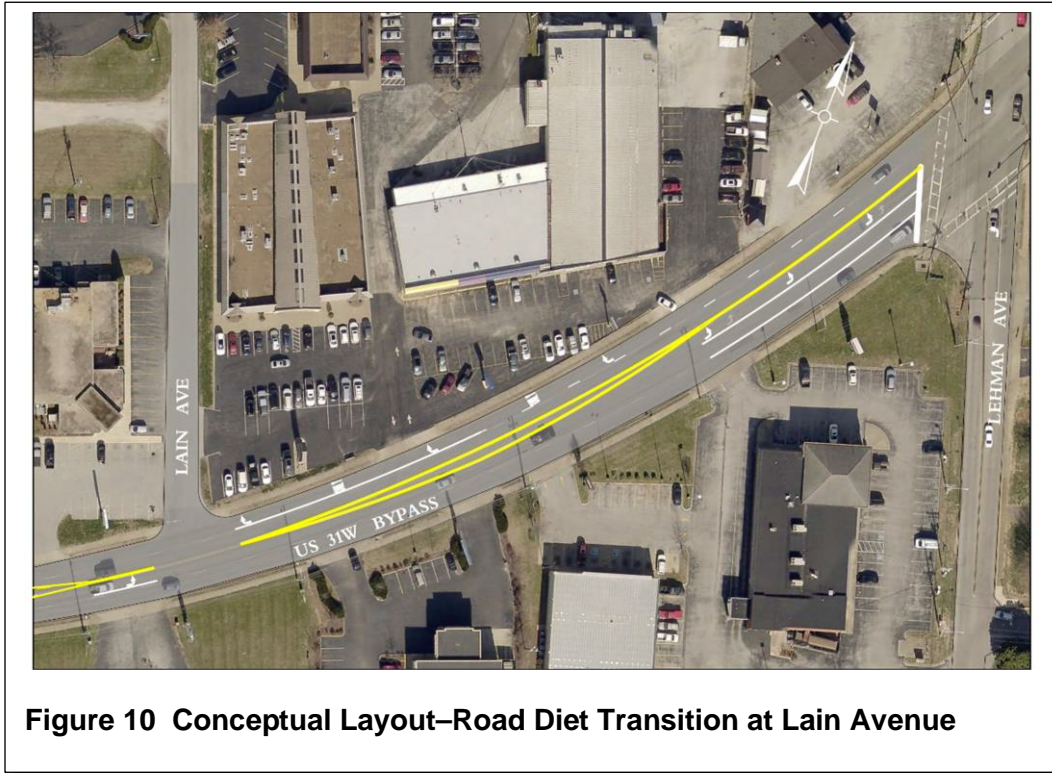 LAIN AVE
US 31W BYPASS
LEHMAN AVE
Figure 10 Conceptual Layout–Road Diet Transition at Lain Avenue